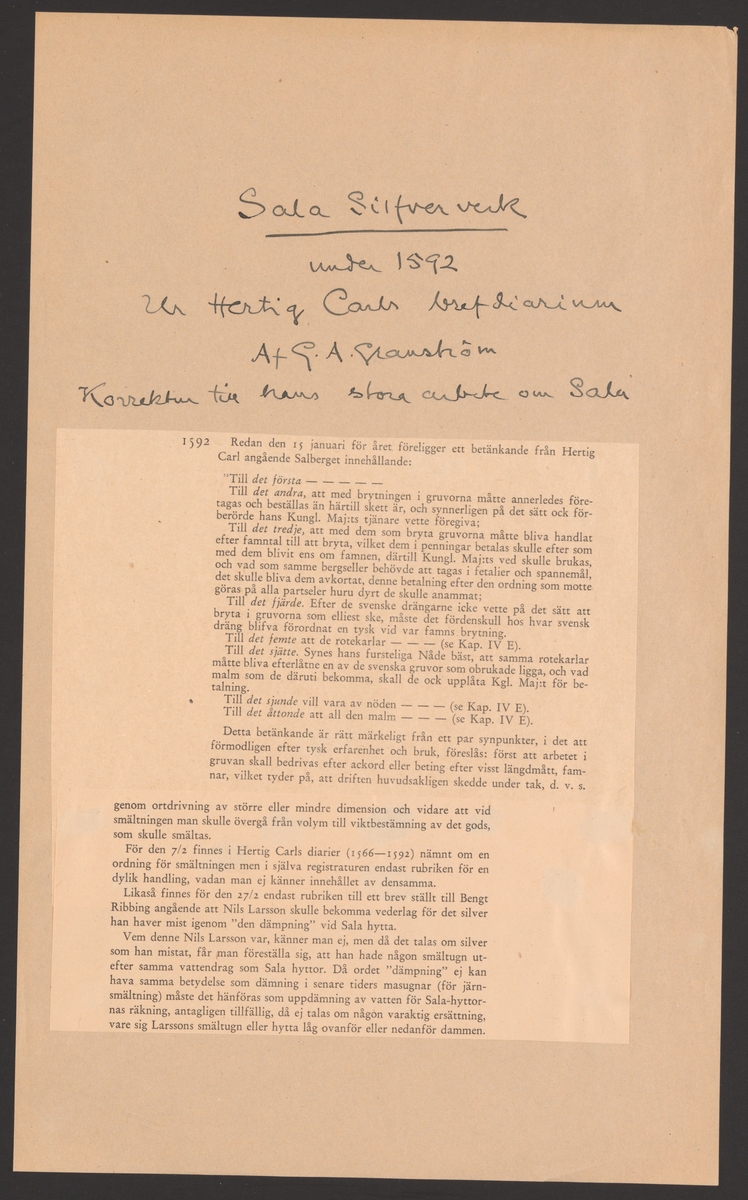 Sala Silfververk
under 1592
Ur Hertig Carls brefdiarium
Af G. A. Granström
Korrektur till hans stora arbete om Sala
1592 Redan den 15 januari för året föreligger ett betänkande från Hertig
Carl angående Salberget innehållande:
"Till det första — — — — —
Till det andra, att med brytningen i gruvorna måtte annerledes före-
tagas och beställas än härtill skett är, och synnerligen på det sätt ock för-
berörde hans Kungl. Maj:ts tjänare vette föregiva;
Till det tredje, att med dem som bryta gruvorna måtte bliva handlat
efter famntal till att bryta, vilket dem i penningar betalas skulle efter som
med dem blivit ens om famnen, därtill Kungl. Maj:ts ved skulle brukas,
och vad som samme bergseller behövde att tagas i fetalier och spannemål,
det skulle bliva dem avkortat, denne betalning efter den ordning som motte
göras på alla partseler huru dyrt de skulle anammat;
Till det fjärde. Efter de svenske drängarne icke vette på det sätt att
bryta i gruvorna som elliest ske, måste det fördenskull hos hvar svensk
dräng blifva förordnat en tysk vid var famns brytning.
Till det femte att de rotekarlar — — — (se Kap. IV E).
Till det sjätte. Synes hans fursteliga Nåde bäst, att samma rotekarlar
måtte bliva efterlåtne en av de svenska gruvor som obrukade ligga, och vad
malm som de däruti bekomma, skall de ock upplåta Kgl. Maj:t för be-
talning.
Till det sjunde vill vara av nöden — — — (se Kap. IV E).
Till det åttonde att all den malm — — — (se Kap. IV E).
Detta betänkande är rätt märkeligt från ett par synpunkter, i det att
förmodligen efter tysk erfarenhet och bruk, föreslås: först att arbetet i
gruvan skall bedrivas efter ackord eller beting efter visst längdmått, fam-
nar, vilket tyder på, att driften huvudsakligen skedde under tak, d. v. s.
genom ortdrivning av större eller mindre dimension och vidare att vid
smältningen man skulle övergå från volym till viktbestämning av det gods,
som skulle smältas.
För den 7/2 finnes i Hertig Carls diarier (1566—1592) nämnt om en
ordning för smältningen men i själva registraturen endast rubriken för en
dylik handling, vadan man ej känner innehållet av densamma.
Likaså finnes för den 27/2 endast rubriken till ett brev ställt till Bengt
Ribbing angående att Nils Larsson skulle bekomma vederlag för det silver
han haver mist igenom "den dämpning" vid Sala hytta.
Vem denne Nils Larsson var, känner man ej, men då det talas om silver
som han mistat, får man föreställa sig, att han hade någon smältugn ut-
efter samma vattendrag som Sala hyttor. Då ordet "dämpning" ej kan
hava samma betydelse som dämning i senare tiders masugnar (för järn-
smältning) måste det hänföras som uppdämning av vatten för Sala-hyttor-
nas räkning, antagligen tillfällig, då ej talas om någon varaktig ersättning,
vare sig Larssons smältugn eller hytta låg ovanför eller nedanför dammen.